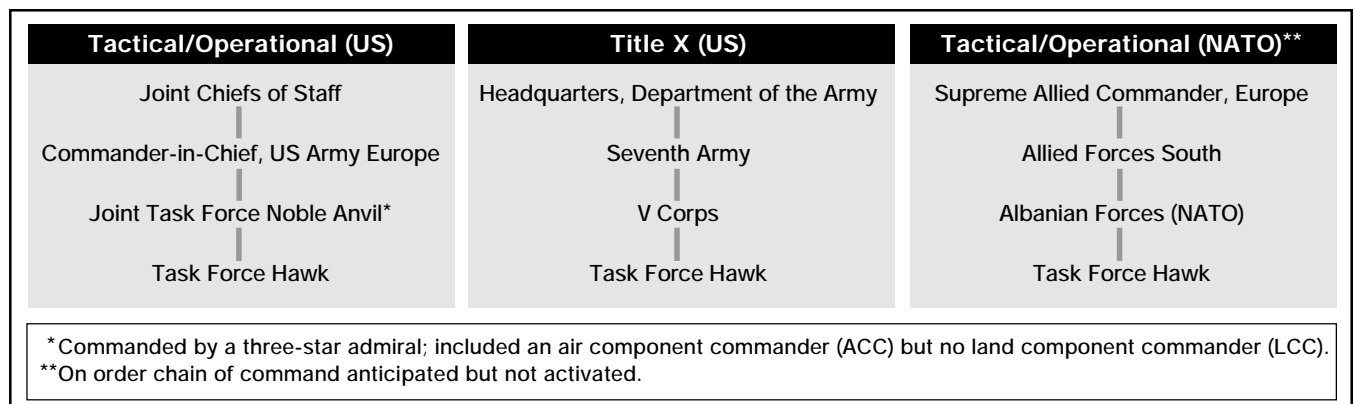 Tactical/Operational (US)
Joint Chiefs of Staff
Commander-in-Chief, US Army Europe
Joint Task Force Noble Anvil*
Task Force Hawk
Title X (US)
Headquarters, Department of the Army
Seventh Army
V Corps
Task Force Hawk
Tactical/Operational (NATO)**
Supreme Allied Commander, Europe
Allied Forces South
Albanian Forces (NATO)
Task Force Hawk
*Commanded by a three-star admiral; included an air component commander (ACC) but no land component commander (LCC).
**On order chain of command anticipated but not activated.